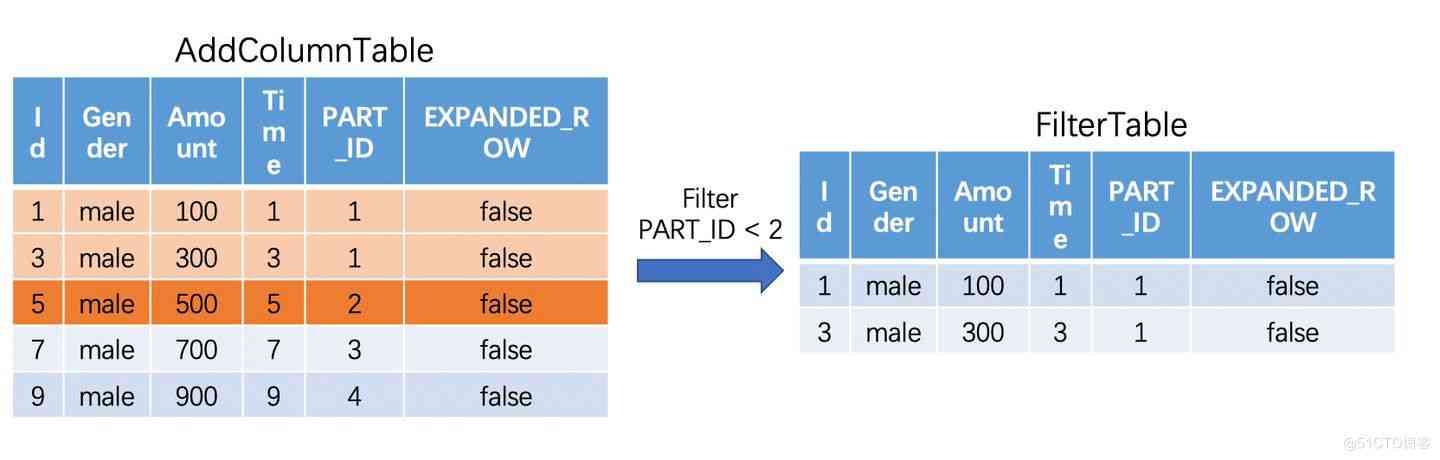 AddColumnTable
Id Gender Amount Time PART_ID EXPANDED_ROW
1 male 100 1 1 false
3 male 300 3 1 false
5 male 500 5 2 false
7 male 700 7 3 false
9 male 900 9 4 false
Filter
PART_ID < 2
FilterTable
Id Gender Amount Time PART_ID EXPANDED_ROW
1 male 100 1 1 false
3 male 300 3 1 false
@51CTO博客